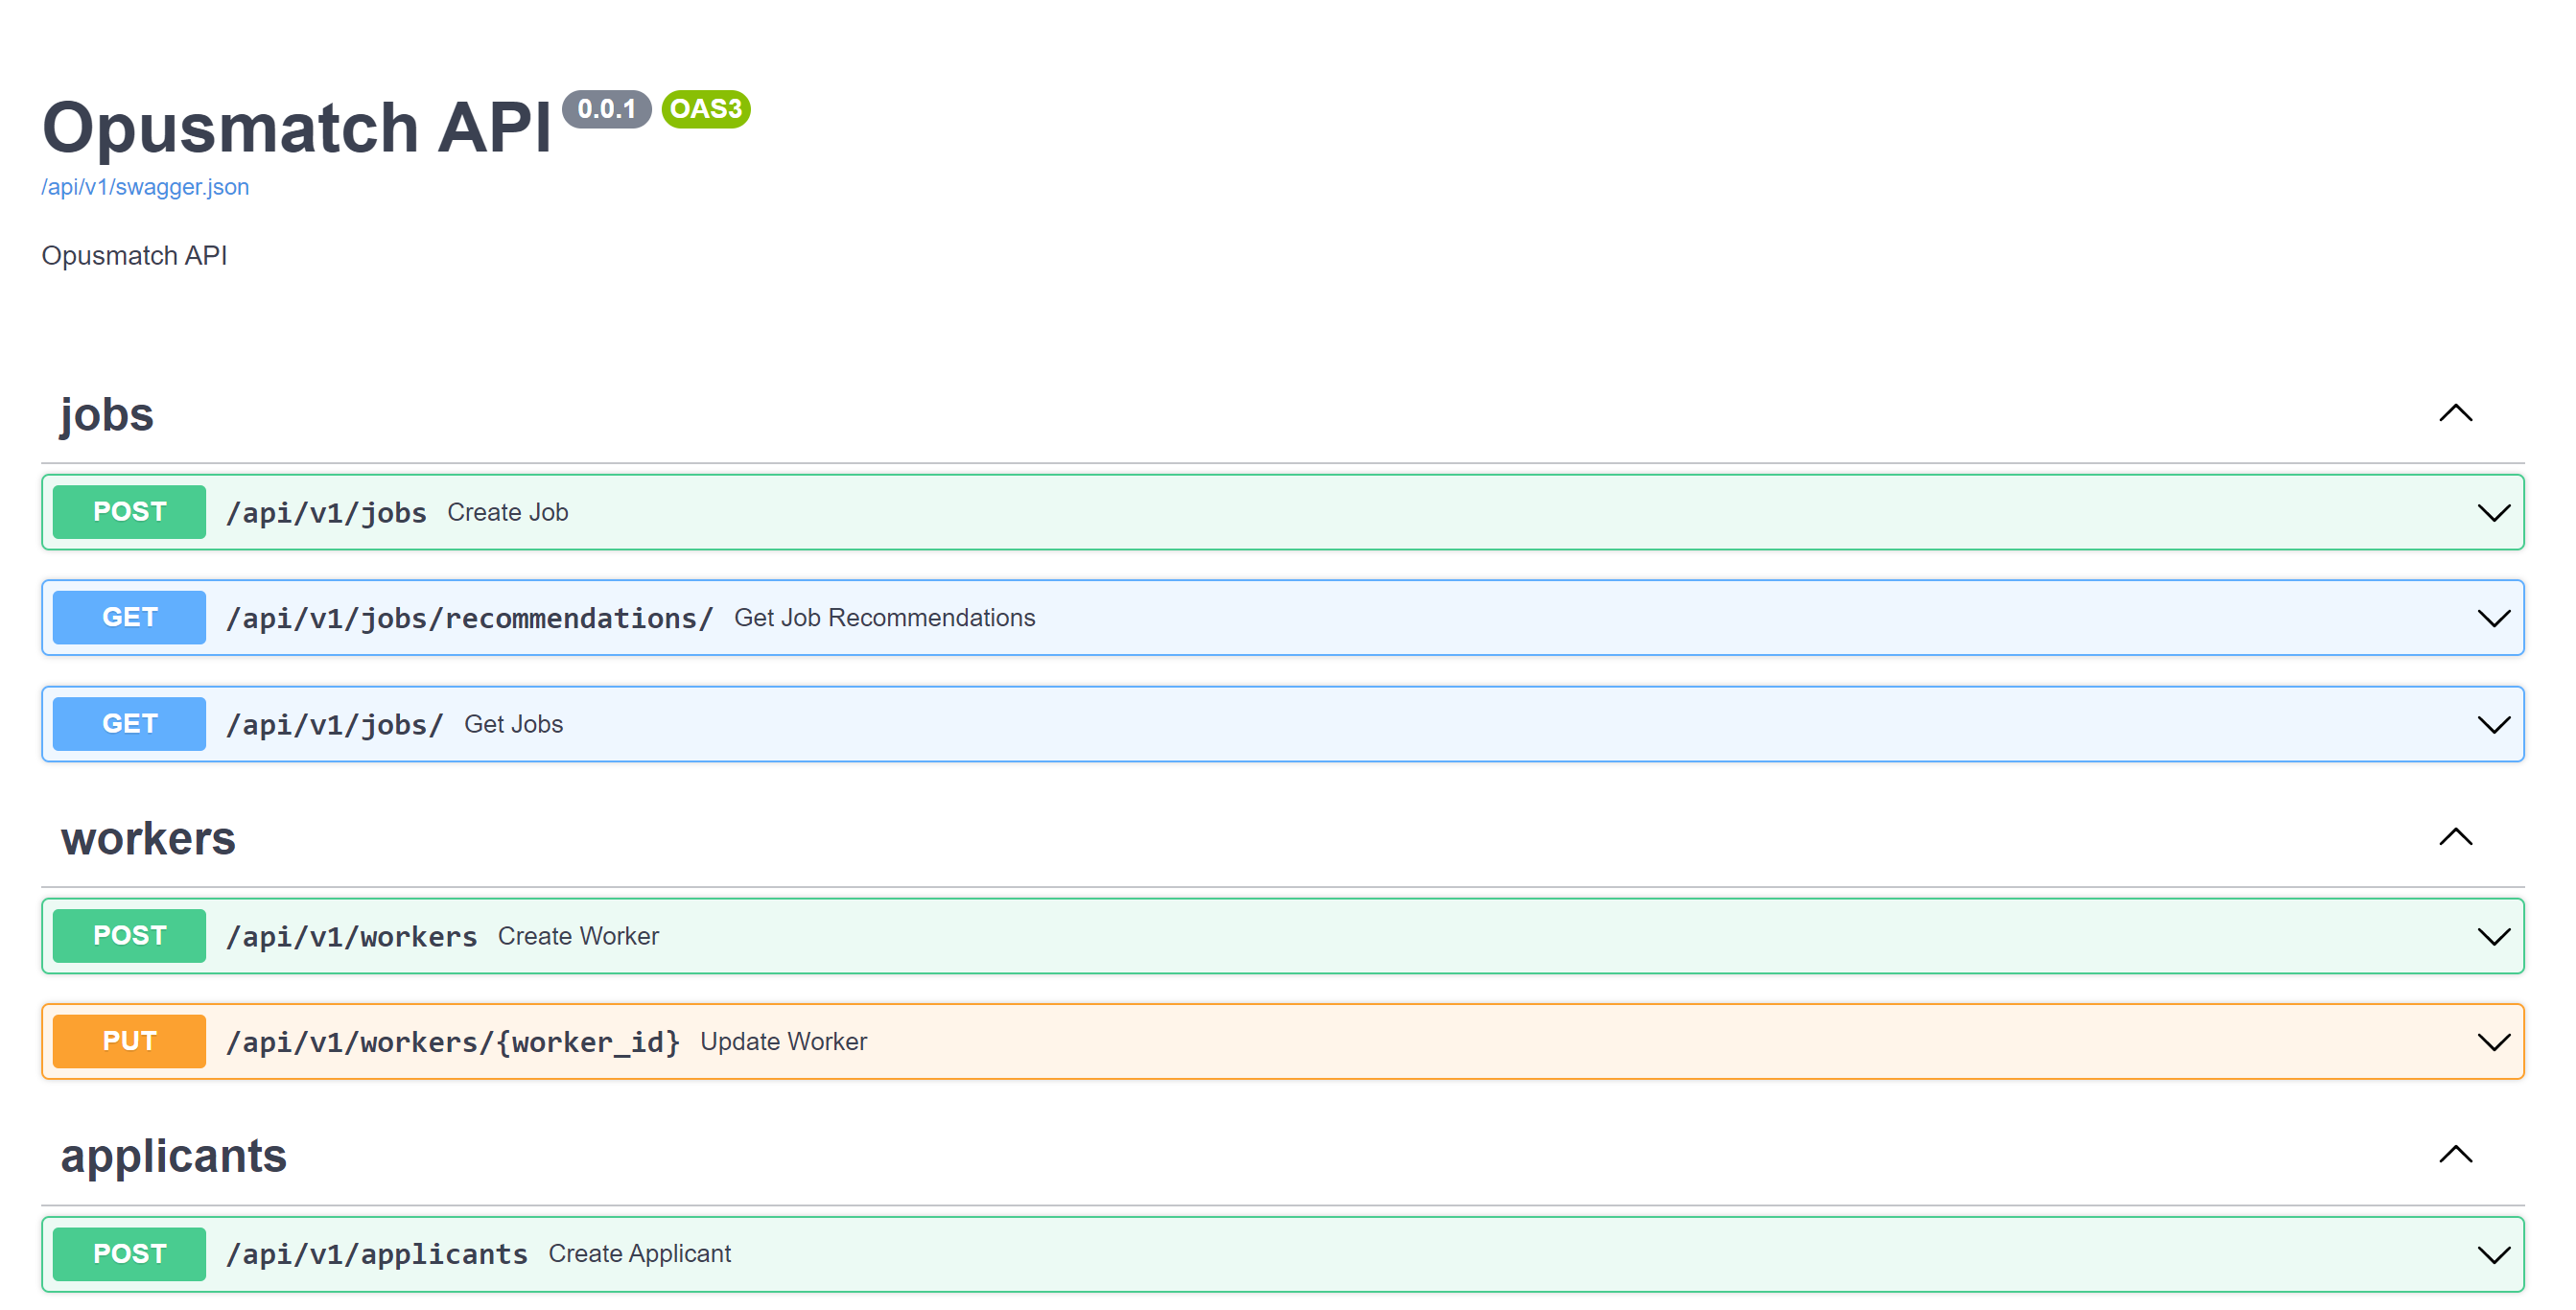 Opusmatch API 0.0.1 OAS3
/api/v1/swagger.json
Opusmatch API
jobs
POST /api/v1/jobs Create Job
GET /api/v1/jobs/recommendations/ Get Job Recommendations
GET /api/v1/jobs/ Get Jobs
workers
POST /api/v1/workers Create Worker
PUT /api/v1/workers/{worker_id} Update Worker
applicants
POST /api/v1/applicants Create Applicant